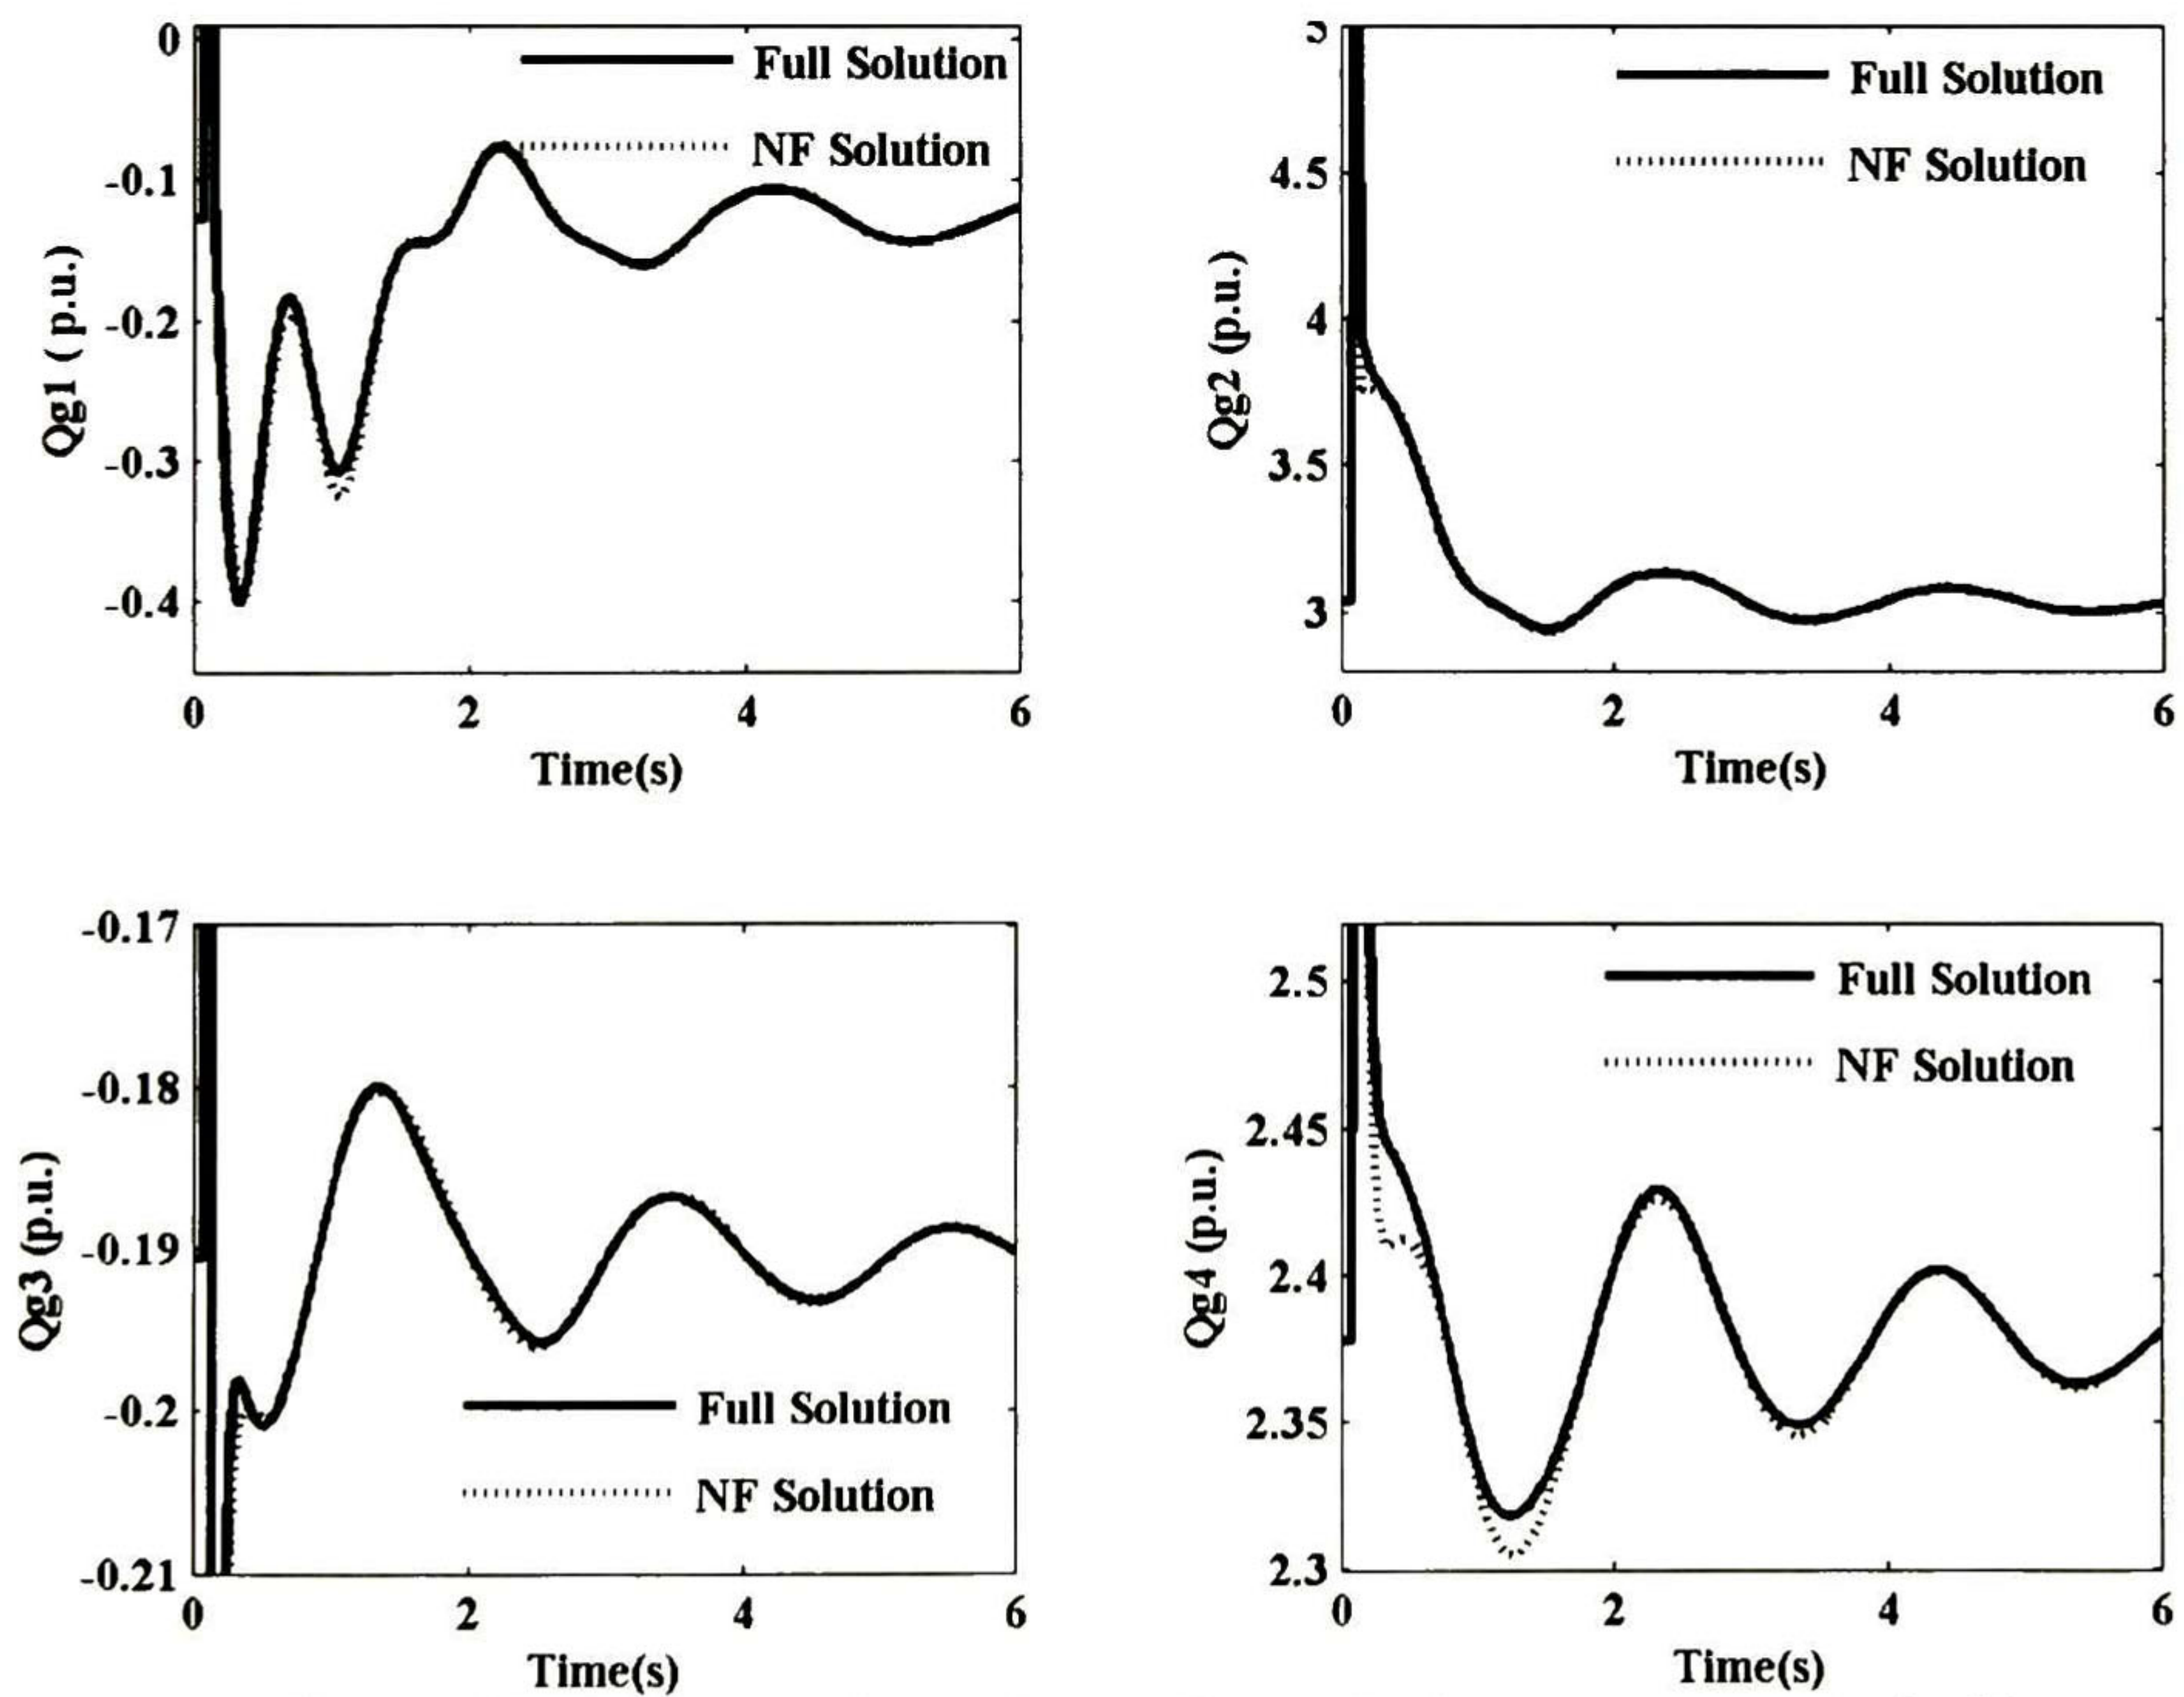 0
-0.1
-0.2
-0.3
-0.4
Qg1 ( p.u.)
Full Solution
NF Solution
0 2 4 6
Time(s)
5
4.5
4
3.5
3
Qg2 (p.u.)
Full Solution
NF Solution
0 2 4 6
Time(s)
-0.17
-0.18
-0.19
-0.2
-0.21
Qg3 (p.u.)
Full Solution
NF Solution
0 2 4 6
Time(s)
2.5
2.45
2.4
2.35
2.3
Qg4 (p.u.)
Full Solution
NF Solution
0 2 4 6
Time(s)